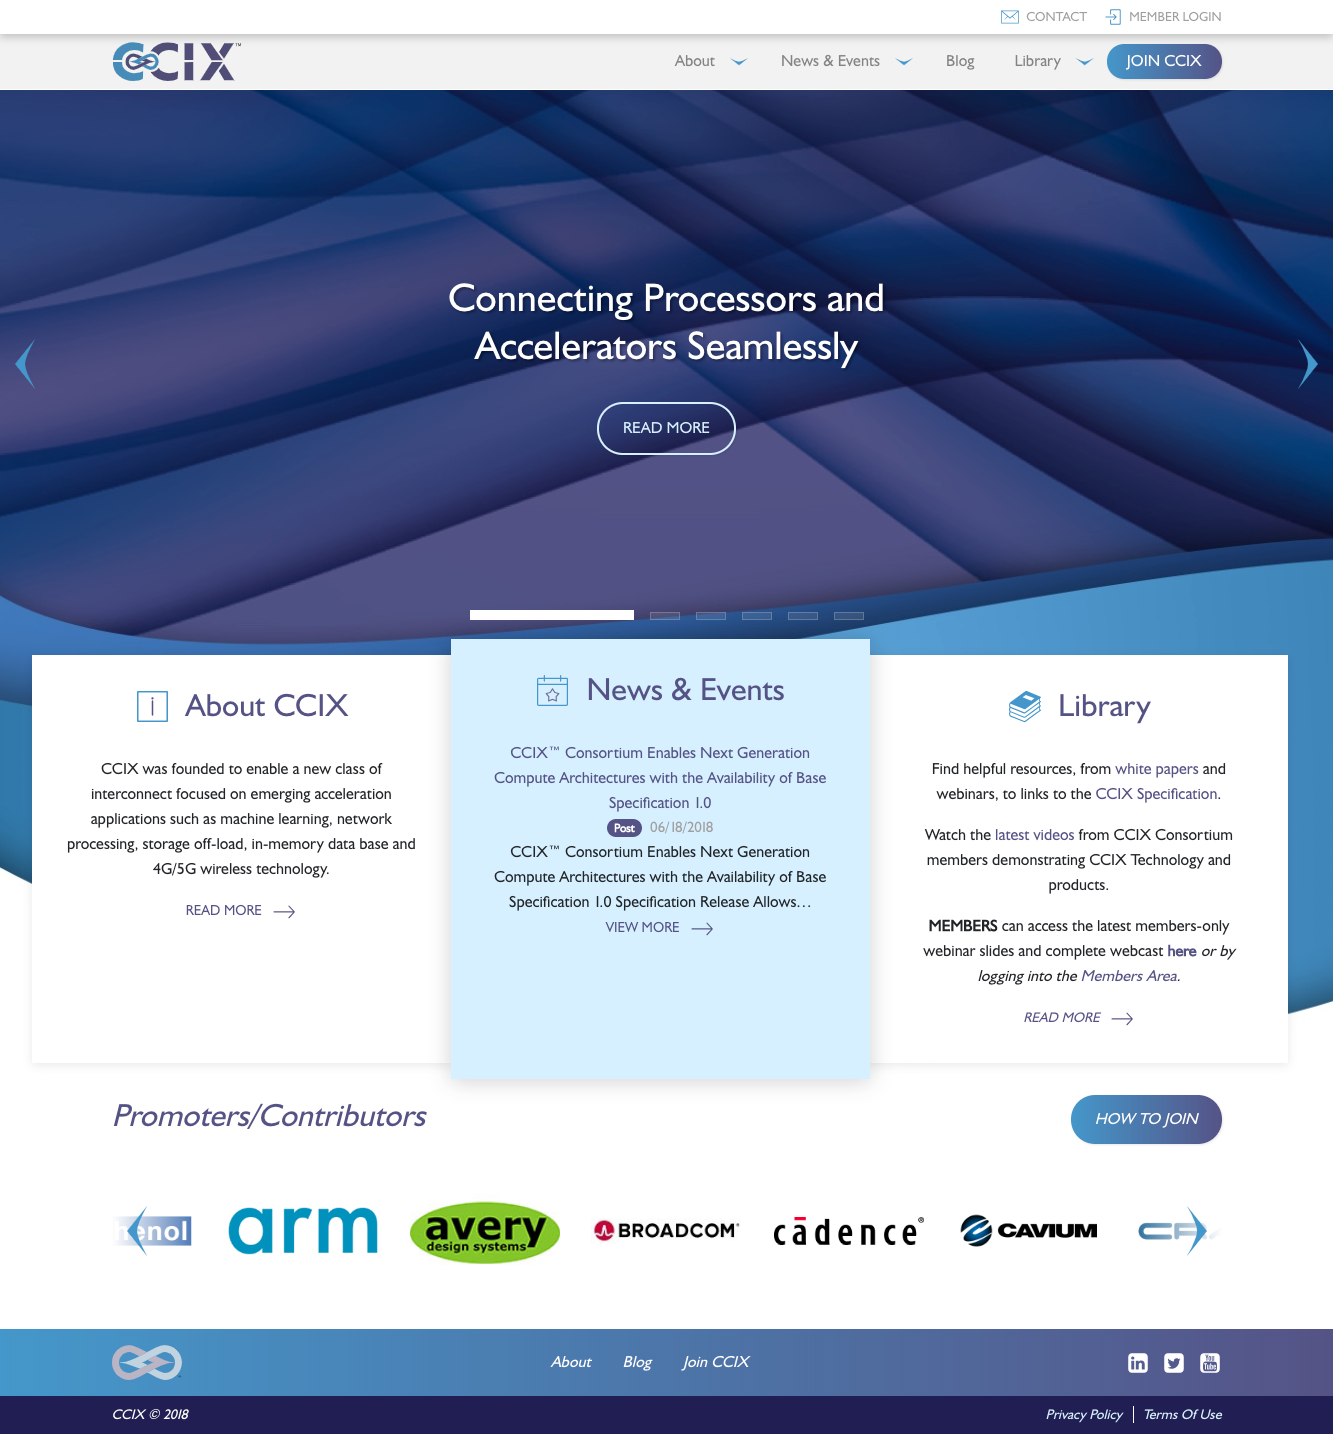 CONTACT MEMBER LOGIN
CCIX™ About News & Events Blog Library JOIN CCIX
Connecting Processors and
Accelerators Seamlessly
READ MORE
About CCIX
CCIX was founded to enable a new class of
interconnect focused on emerging acceleration
applications such as machine learning, network
processing, storage off-load, in-memory data base and
4G/5G wireless technology.
READ MORE
News & Events
CCIX™ Consortium Enables Next Generation
Compute Architectures with the Availability of Base
Specification 1.0
Post 06/18/2018
CCIX™ Consortium Enables Next Generation
Compute Architectures with the Availability of Base
Specification 1.0 Specification Release Allows…
VIEW MORE
Library
Find helpful resources, from white papers and
webinars, to links to the CCIX Specification.
Watch the latest videos from CCIX Consortium
members demonstrating CCIX Technology and
products.
MEMBERS can access the latest members-only
webinar slides and complete webcast here or by
logging into the Members Area.
READ MORE
Promoters/Contributors
HOW TO JOIN
arm avery design systems BROADCOM® cādence® CAVIUM
About Blog Join CCIX in You Tube
CCIX © 2018 Privacy Policy Terms Of Use